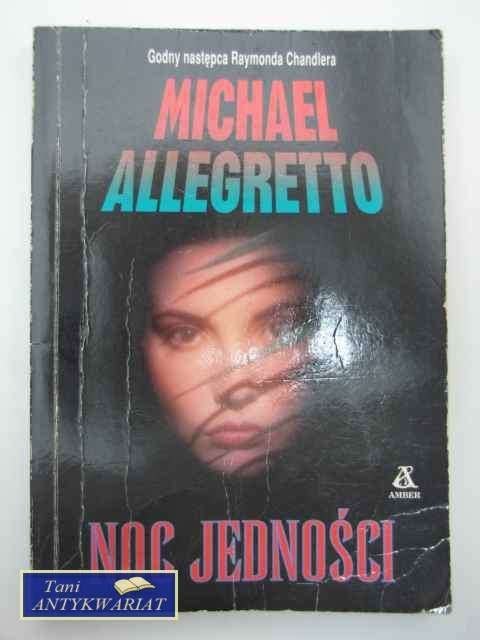 Godny następca Raymonda Chandlera
MICHAEL
ALLEGRETTO
AMBER
NOC JEDNOŚCI
Tani
ANTYKWARIAT